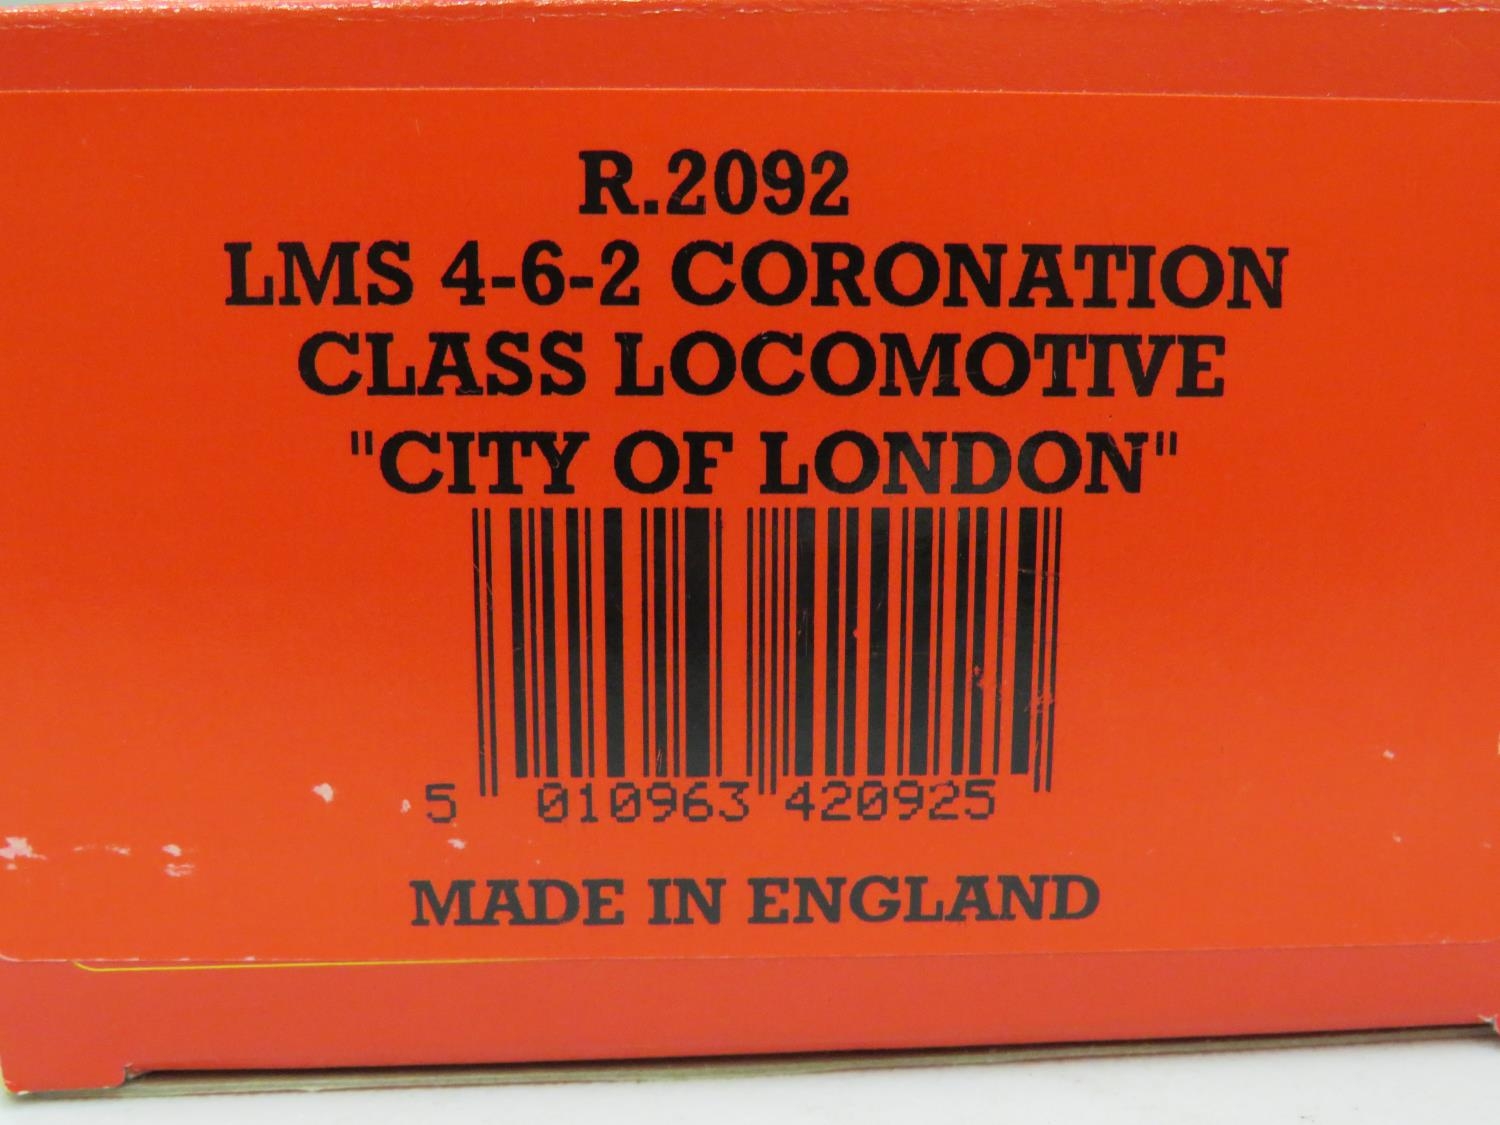 R.2092
LMS 4-6-2 CORONATION
CLASS LOCOMOTIVE
"CITY OF LONDON"
5 010963 420925
MADE IN ENGLAND